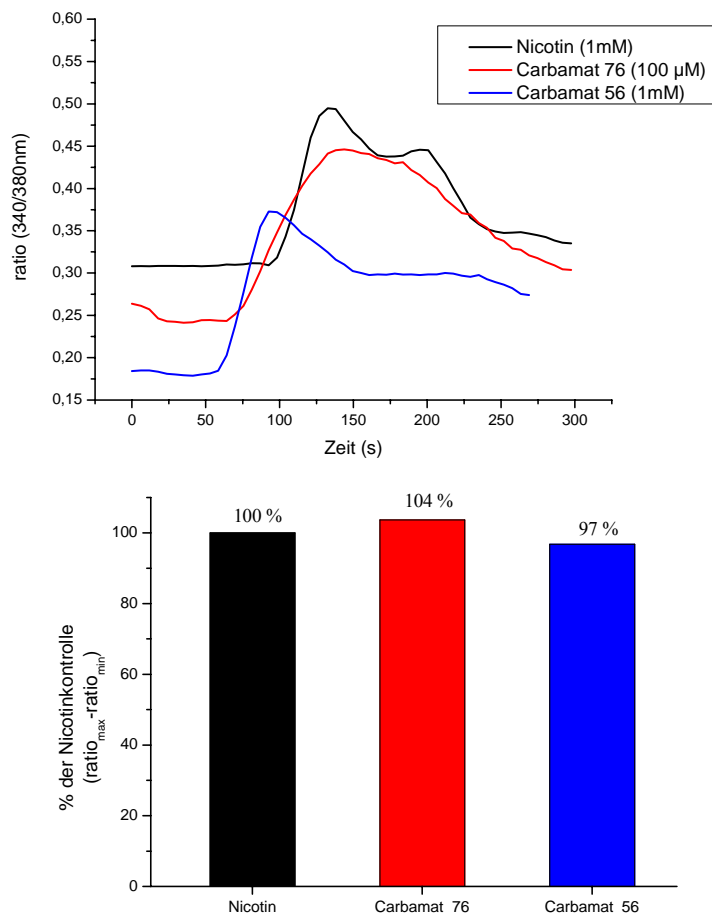 0,60
0,55
0,50
0,45
0,40
0,35
0,30
0,25
0,20
0,15
ratio (340/380nm)
Nicotin (1mM)
Carbamat 76 (100 µM)
Carbamat 56 (1mM)
0 50 100 150 200 250 300
Zeit (s)
100 %
104 %
97 %
100
80
60
40
20
0
% der Nicotinkontrolle
(ratio_max-ratio_min)
Nicotin Carbamat 76 Carbamat 56